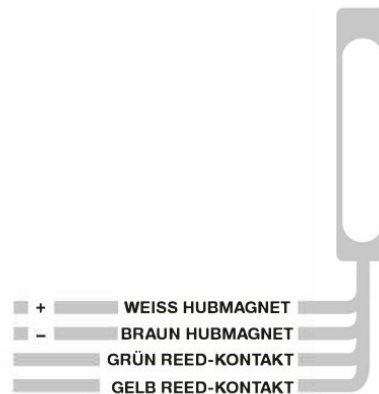 + WEISS HUBMAGNET
– BRAUN HUBMAGNET
GRÜN REED-KONTAKT
GELB REED-KONTAKT